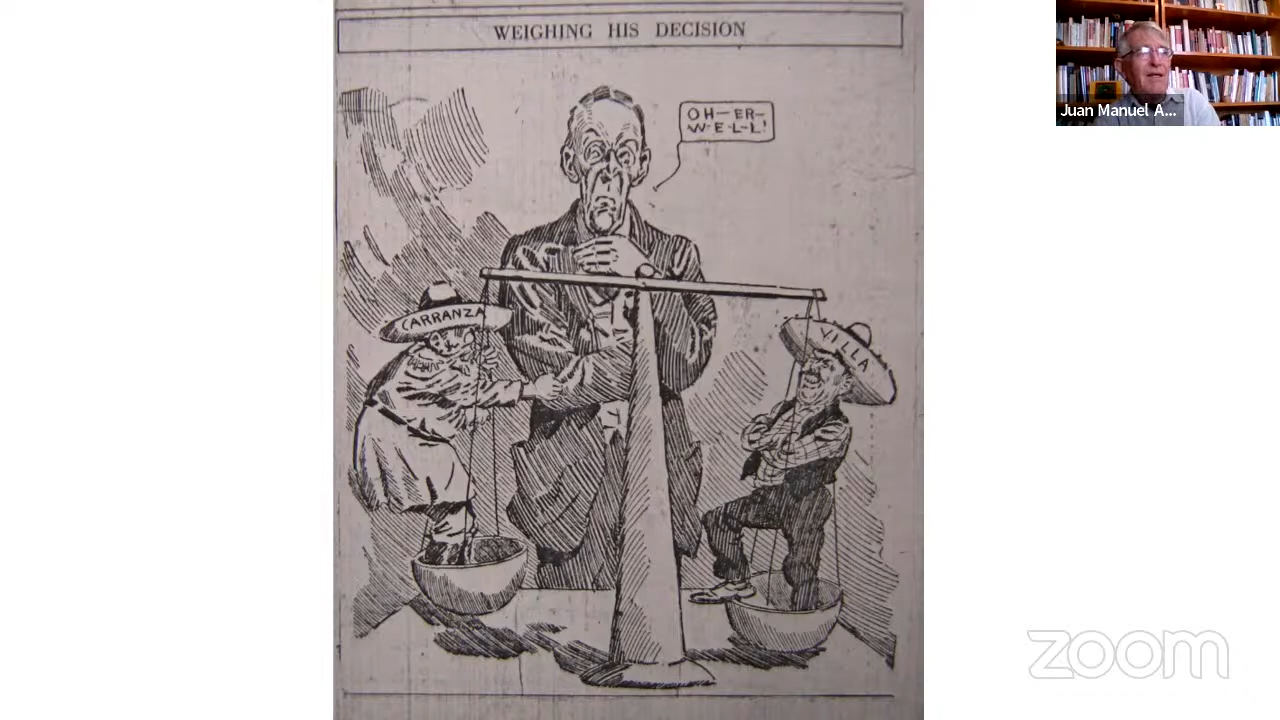 WEIGHING HIS DECISION
OH-ER-
W-E-L-L!
CARRANZA
VILLA
Juan Manuel A...
zoom